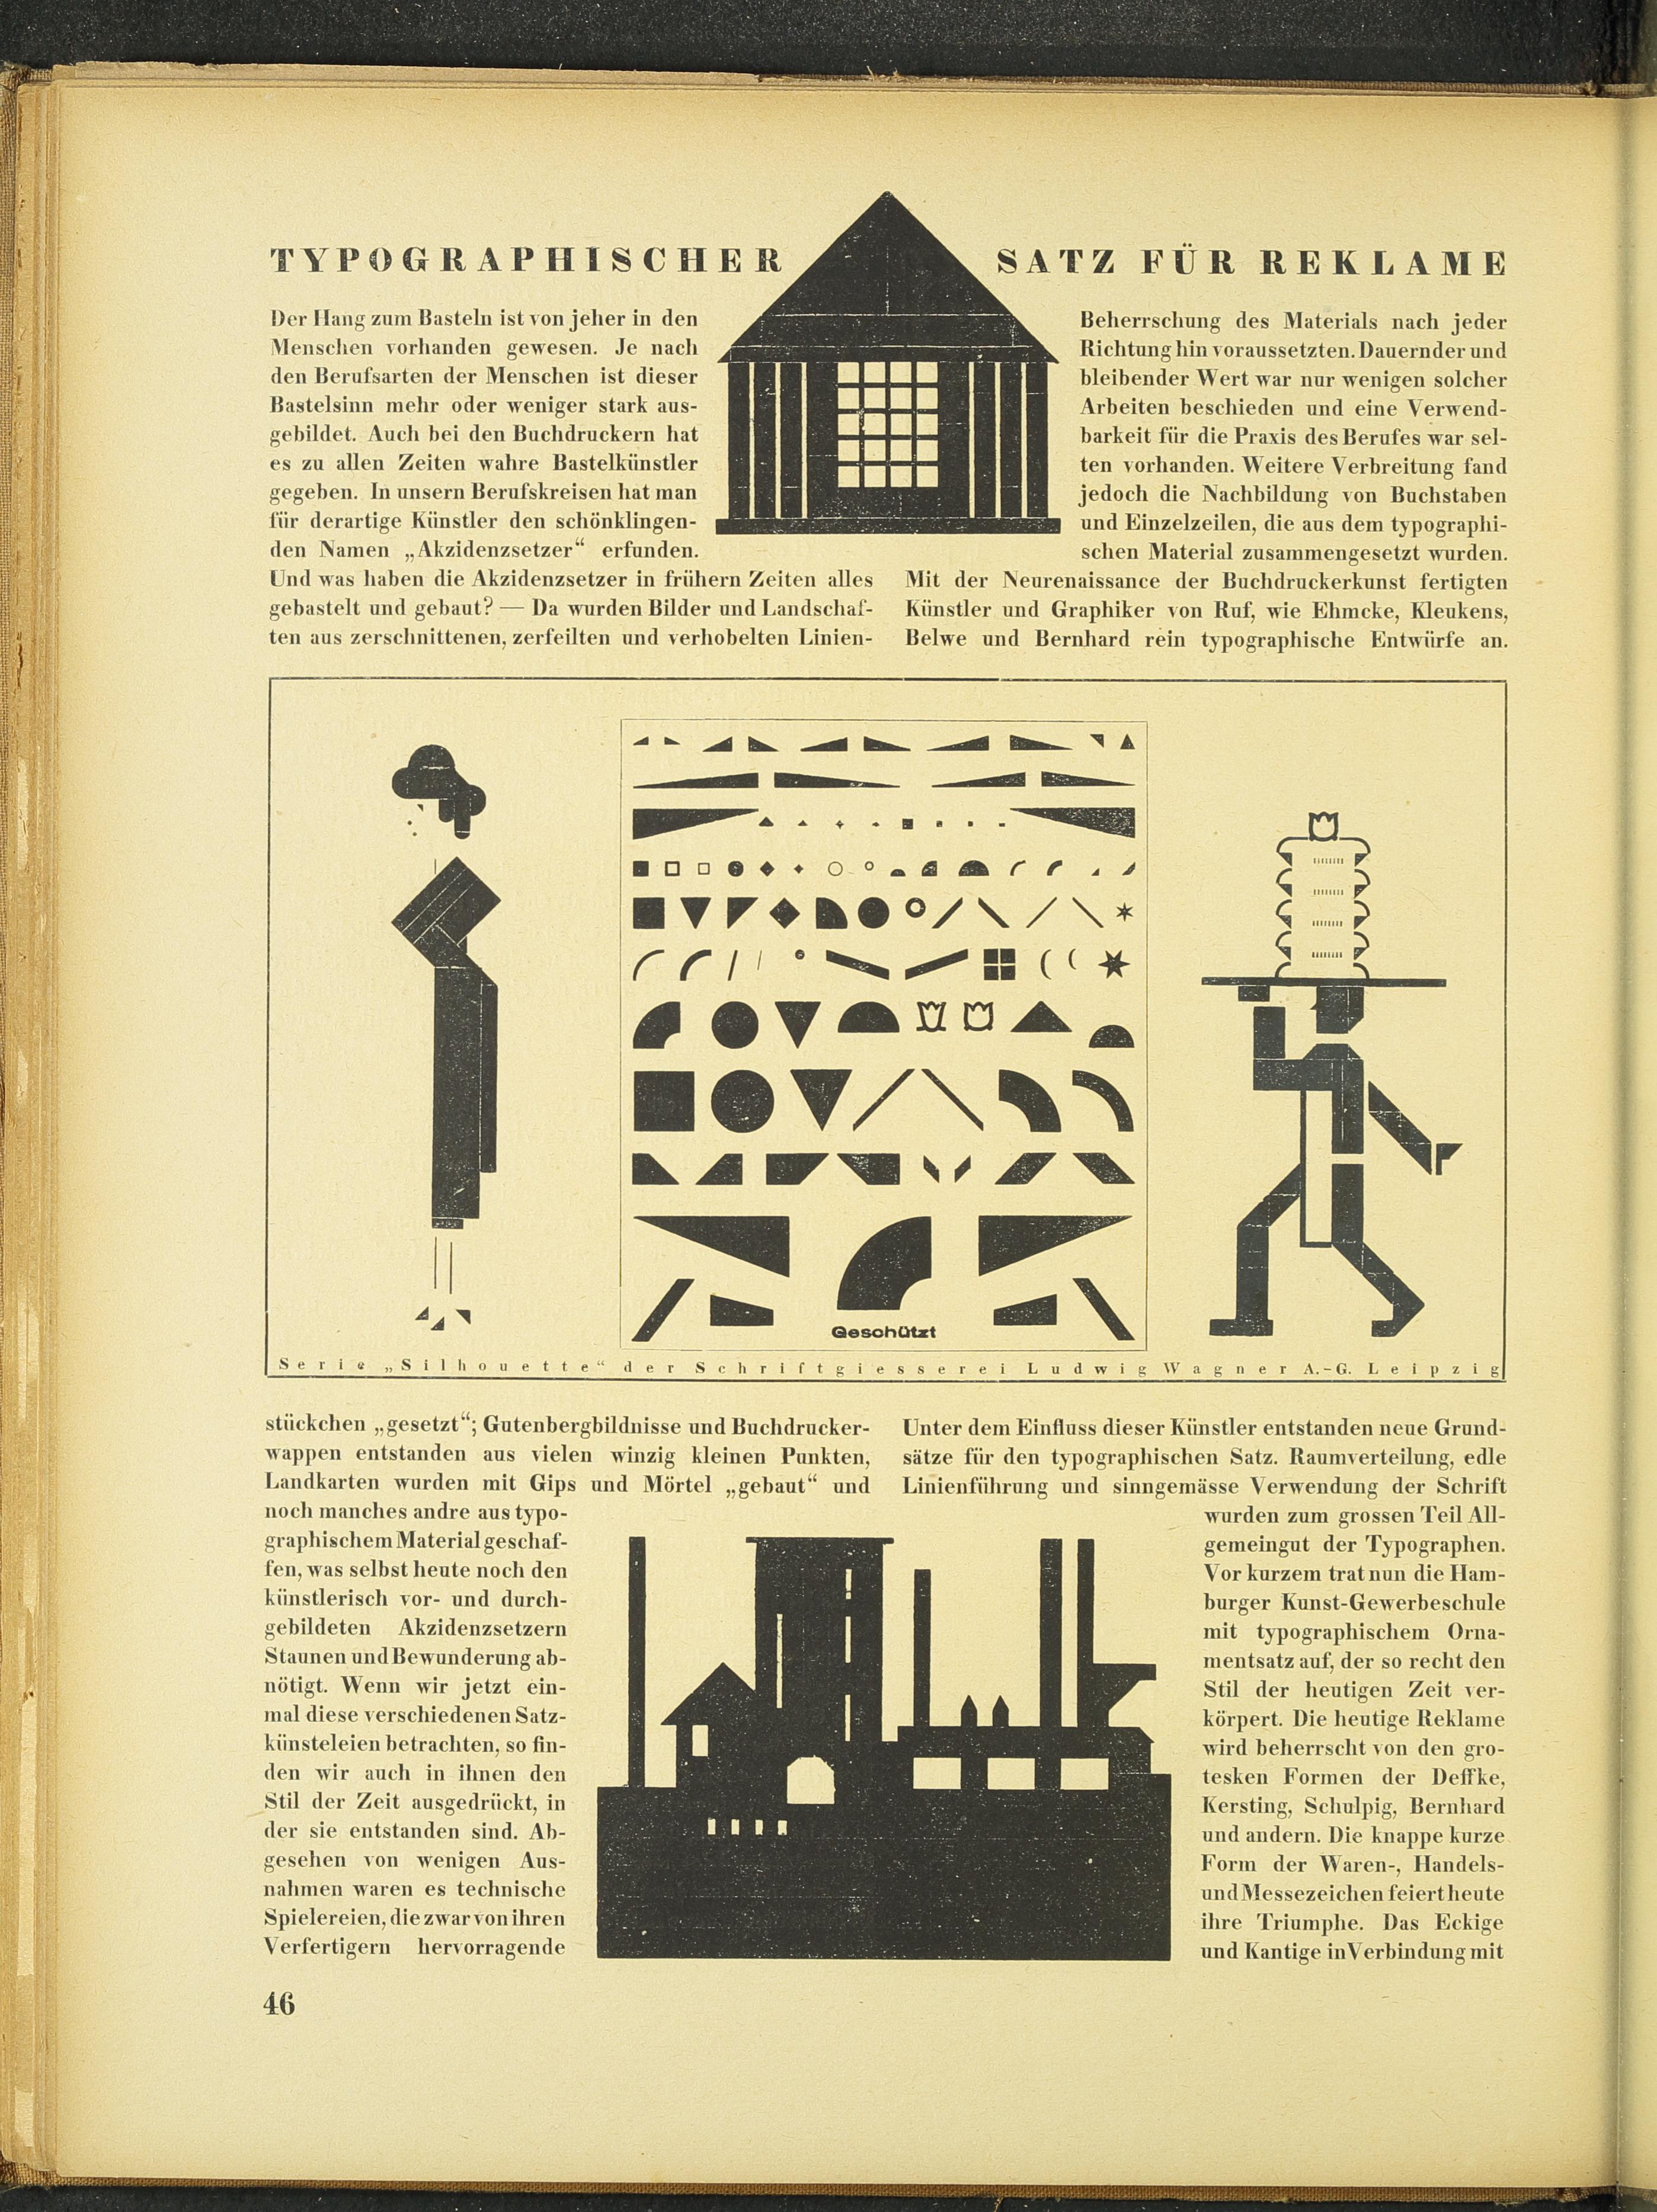 TYPOGRAPHISCHER SATZ FÜR REKLAME
Der Hang zum Basteln ist von jeher in den
Menschen vorhanden gewesen. Je nach
den Berufsarten der Menschen ist dieser
Bastelsinn mehr oder weniger stark aus-
gebildet. Auch bei den Buchdruckern hat
es zu allen Zeiten wahre Bastelkünstler
gegeben. In unsern Berufskreisen hat man
für derartige Künstler den schönklingen-
den Namen „Akzidenzsetzer“ erfunden.
Und was haben die Akzidenzsetzer in frühern Zeiten alles
gebastelt und gebaut? — Da wurden Bilder und Landschaf-
ten aus zerschnittenen, zerfeilten und verhobelten Linien-
stückchen „gesetzt“; Gutenbergbildnisse und Buchdrucker-
wappen entstanden aus vielen winzig kleinen Punkten,
Landkarten wurden mit Gips und Mörtel „gebaut“ und
noch manches andre aus typo-
graphischem Material geschaf-
fen, was selbst heute noch den
künstlerisch vor- und durch-
gebildeten Akzidenzsetzern
Staunen und Bewunderung ab-
nötigt. Wenn wir jetzt ein-
mal diese verschiedenen Satz-
künsteleien betrachten, so fin-
den wir auch in ihnen den
Stil der Zeit ausgedrückt, in
der sie entstanden sind. Ab-
gesehen von wenigen Aus-
nahmen waren es technische
Spielereien, die zwar von ihren
Verfertigern hervorragende
Beherrschung des Materials nach jeder
Richtung hin voraussetzten. Dauernder und
bleibender Wert war nur wenigen solcher
Arbeiten beschieden und eine Verwend-
barkeit für die Praxis des Berufes war sel-
ten vorhanden. Weitere Verbreitung fand
jedoch die Nachbildung von Buchstaben
und Einzelzeilen, die aus dem typographi-
schen Material zusammengesetzt wurden.
Mit der Neurenaissance der Buchdruckerkunst fertigten
Künstler und Graphiker von Ruf, wie Ehmcke, Kleukens,
Belwe und Bernhard rein typographische Entwürfe an.
Unter dem Einfluss dieser Künstler entstanden neue Grund-
sätze für den typographischen Satz. Raumverteilung, edle
Linienführung und sinngemässe Verwendung der Schrift
wurden zum grossen Teil All-
gemeingut der Typographen.
Vor kurzem trat nun die Ham-
burger Kunst-Gewerbeschule
mit typographischem Orna-
mentsatz auf, der so recht den
Stil der heutigen Zeit ver-
körpert. Die heutige Reklame
wird beherrscht von den gro-
tesken Formen der Deffke,
Kersting, Schulpig, Bernhard
und andern. Die knappe kurze
Form der Waren-, Handels-
und Messezeichen feiert heute
ihre Triumphe. Das Eckige
und Kantige in Verbindung mit
Geschützt
Serie „Silhouette“ der Schriftgiesserei Ludwig Wagner A.-G. Leipzig
46